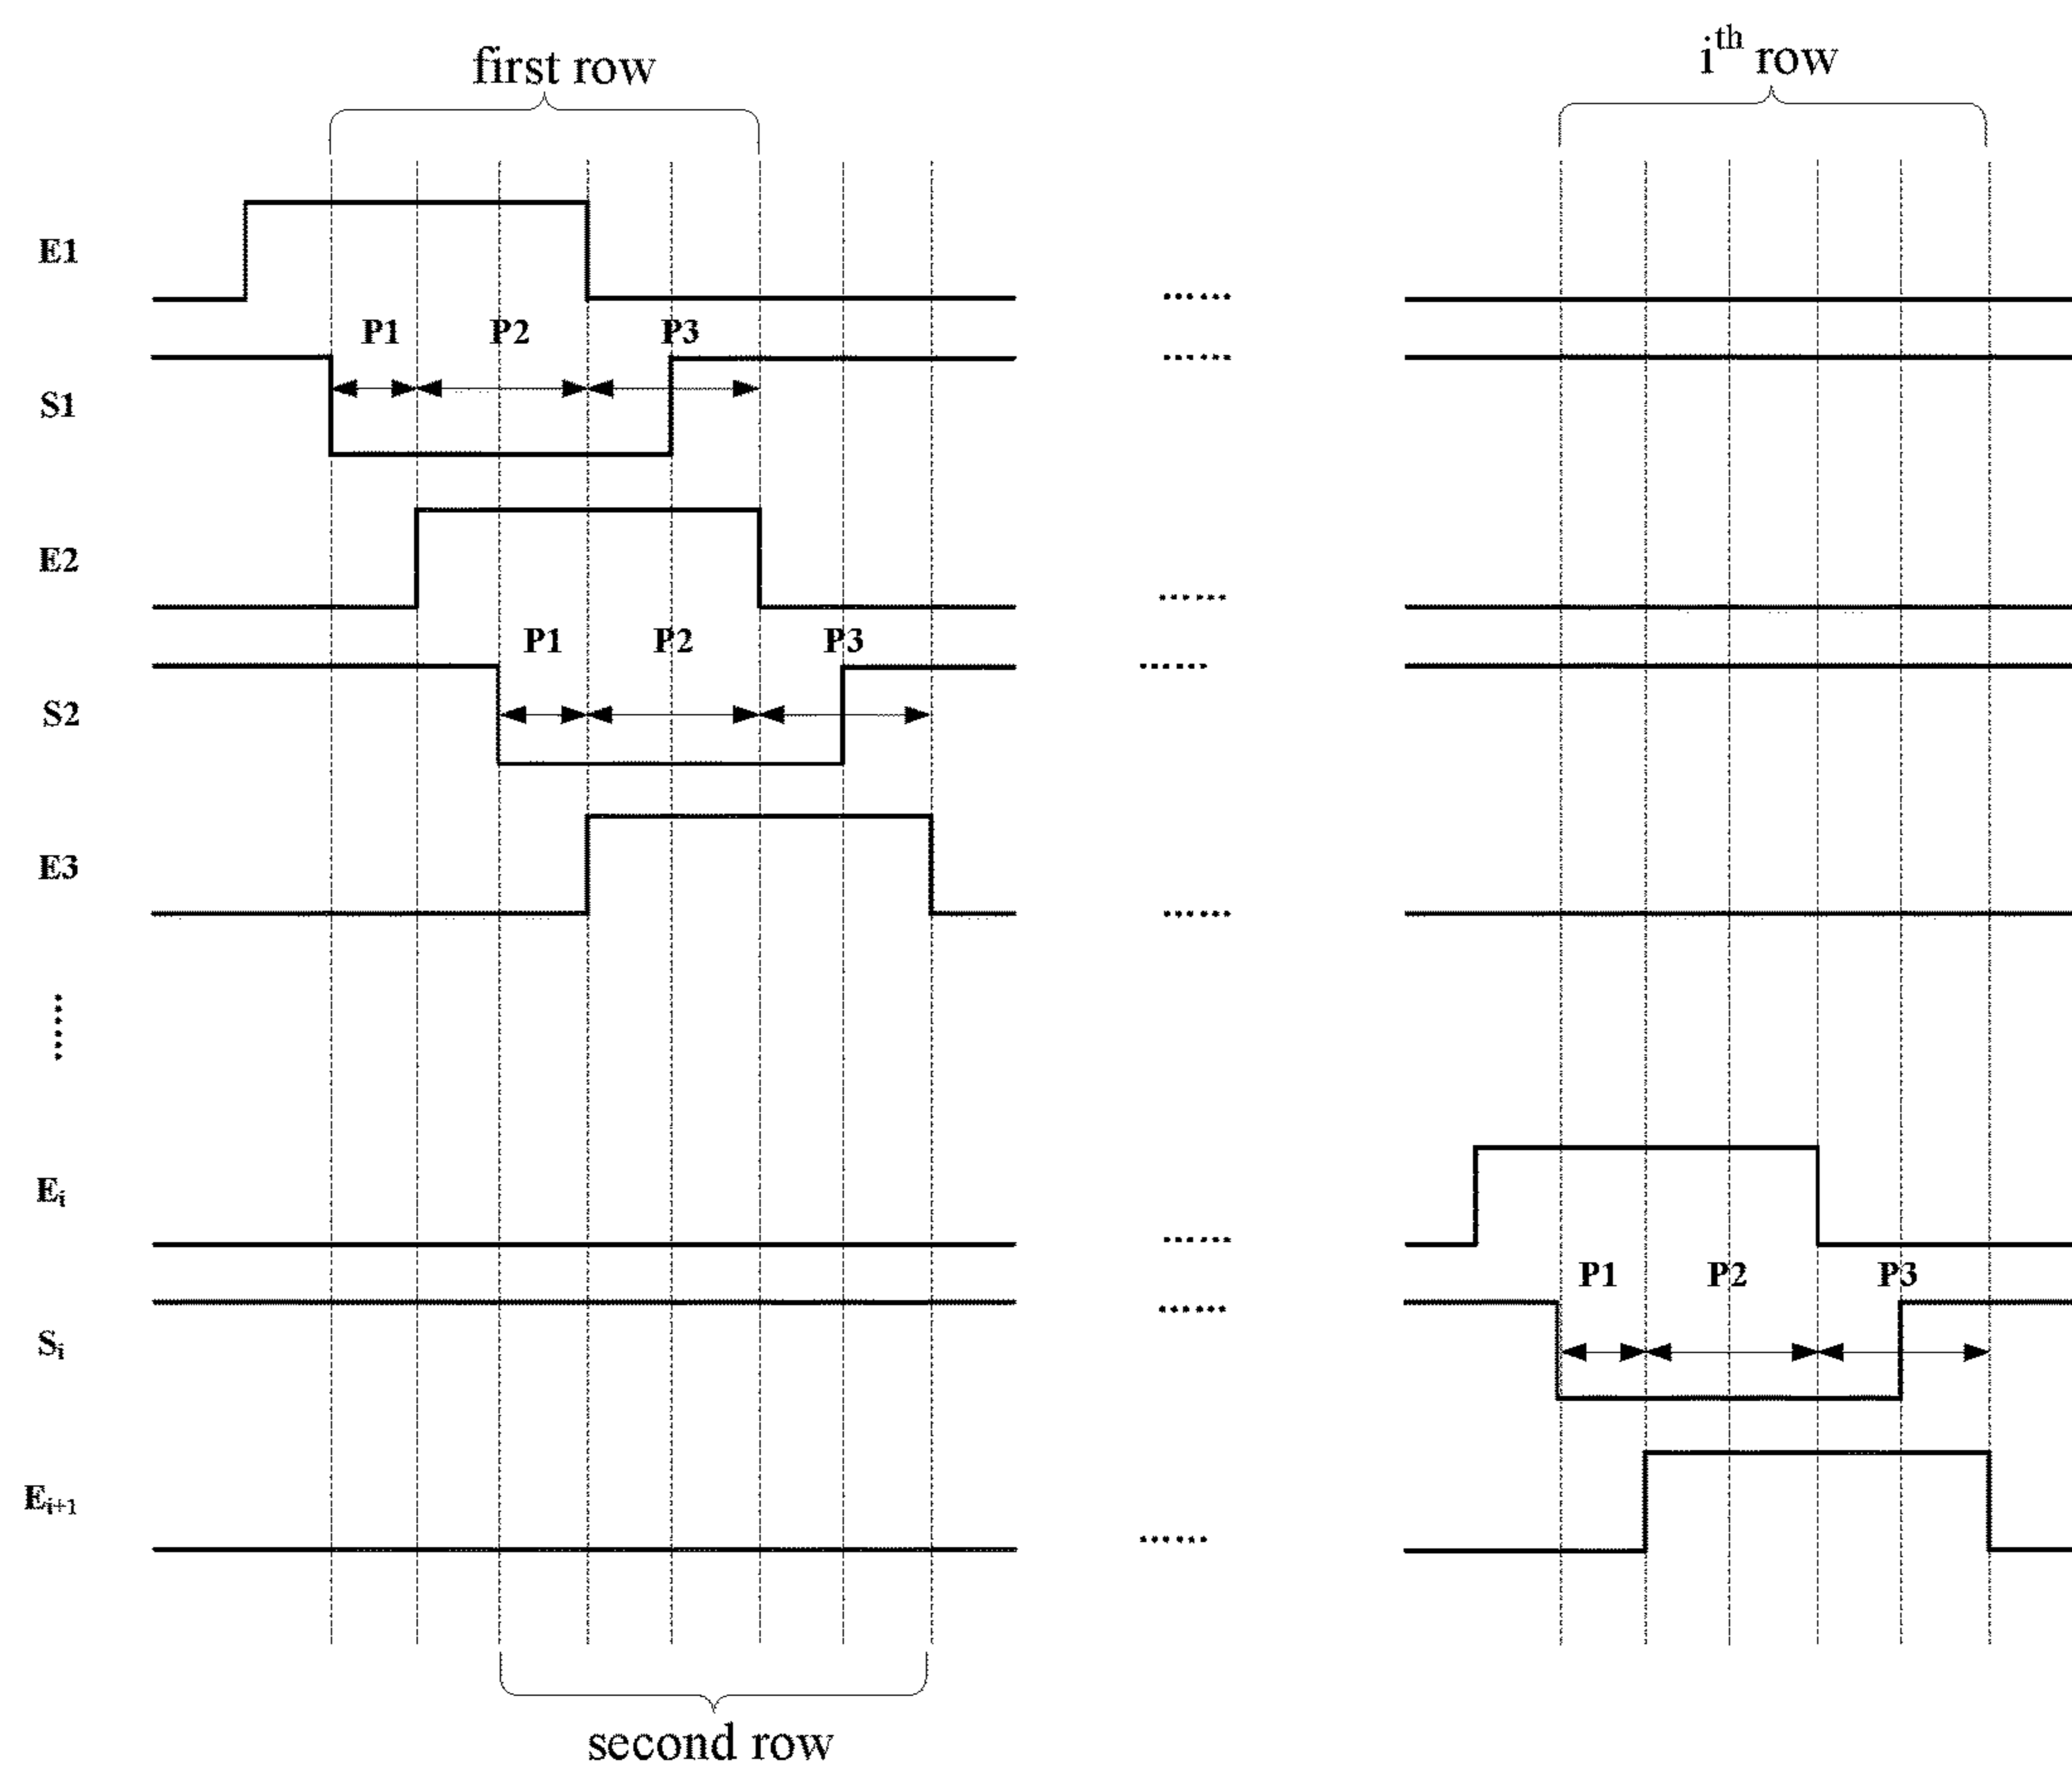 first row
iᵗʰ row
E1
P1 P2 P3
S1
E2
P1 P2 P3
S2
E3
Eᵢ
P1 P2 P3
Sᵢ
Eᵢ₊₁
second row